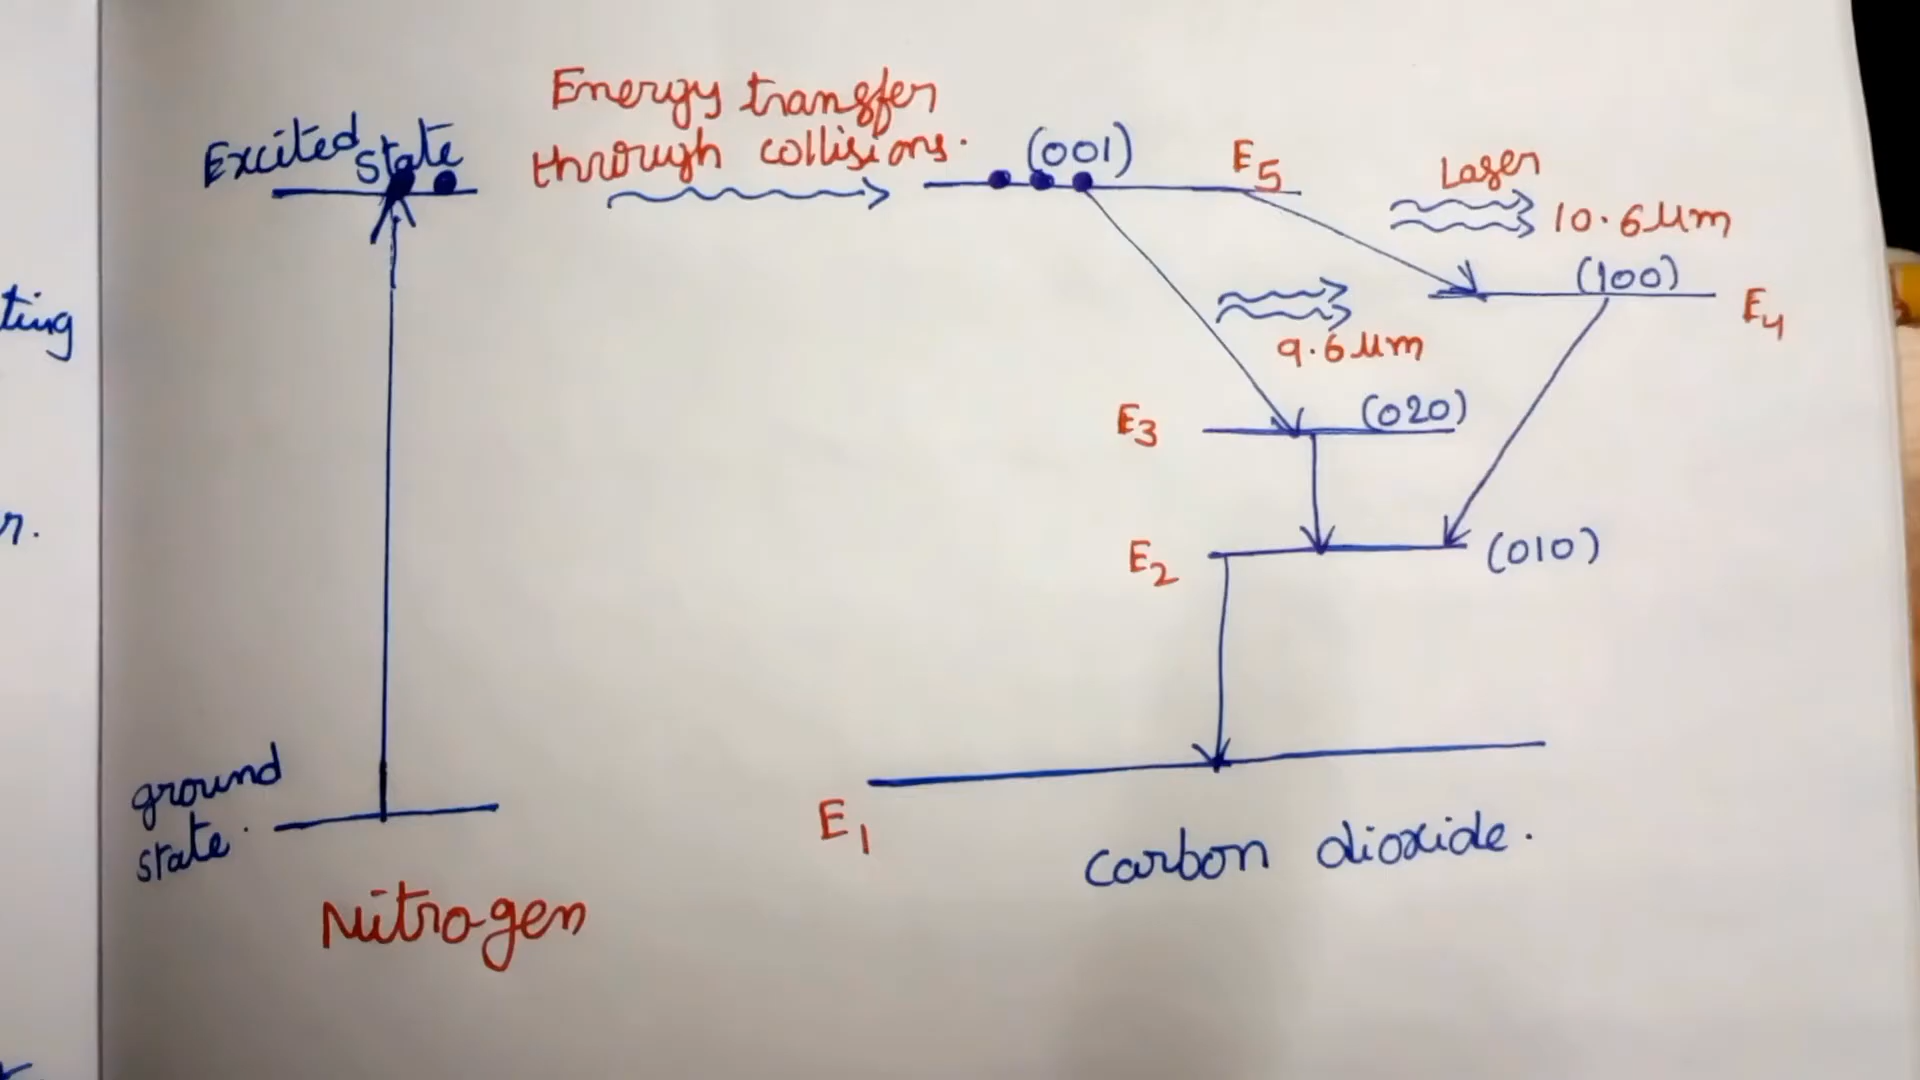 ting
r.
Excited state
Energy transfer
through collisions.
(001)
E5
Laser
10.6 μm
(100)
E4
9.6 μm
E3
(020)
E2
(010)
ground
state.
E1
carbon dioxide.
Nitrogen